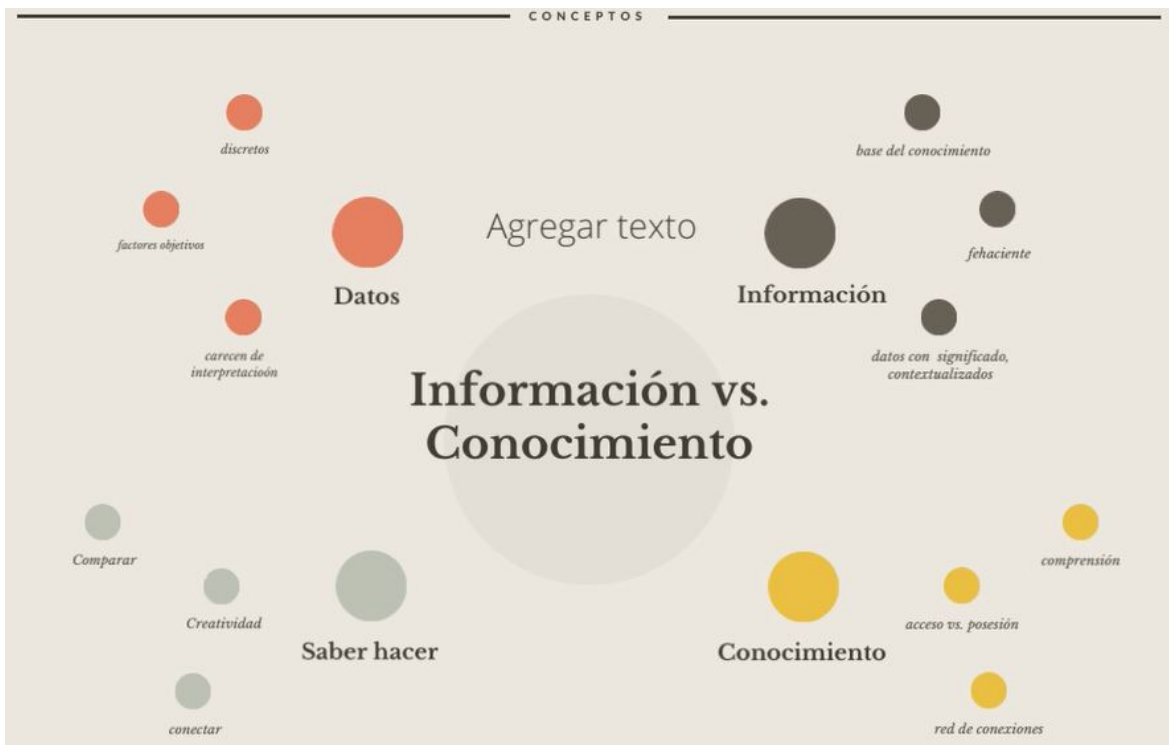 CONCEPTOS
discretos
factores objetivos
carecen de
interpretacioón
Datos
Agregar texto
base del conocimiento
fehaciente
datos con significado,
contextualizados
Información
Información vs.
Conocimiento
Comparar
Creatividad
conectar
Saber hacer
Conocimiento
comprensión
acceso vs. posesión
red de conexiones